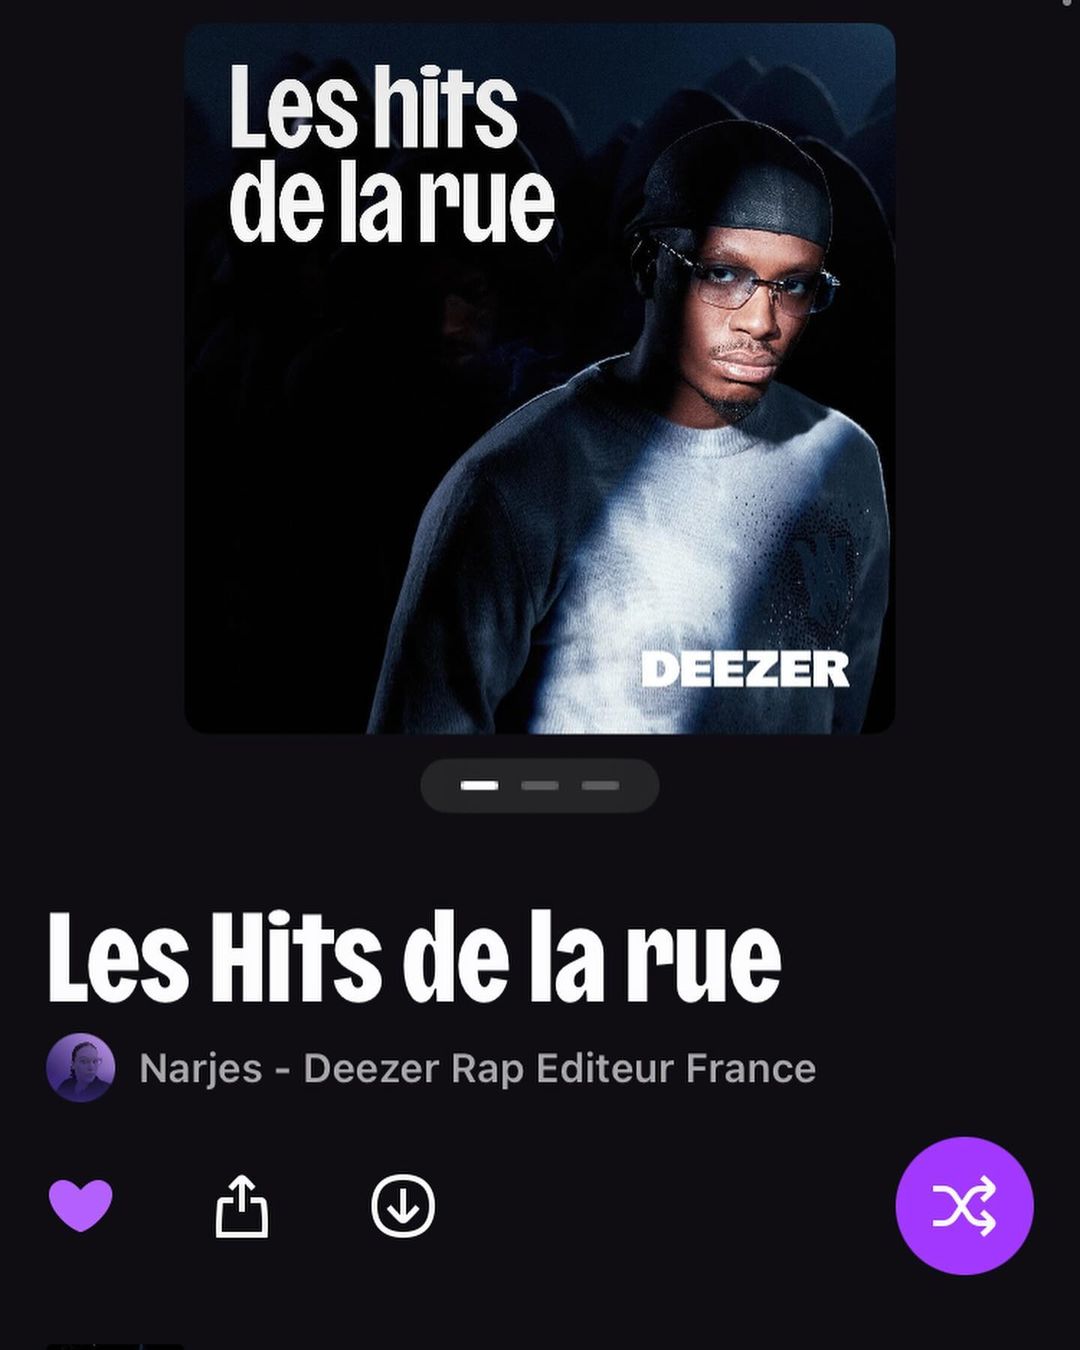 Les hits
de la rue
DEEZER
Les Hits de la rue
Narjes - Deezer Rap Editeur France